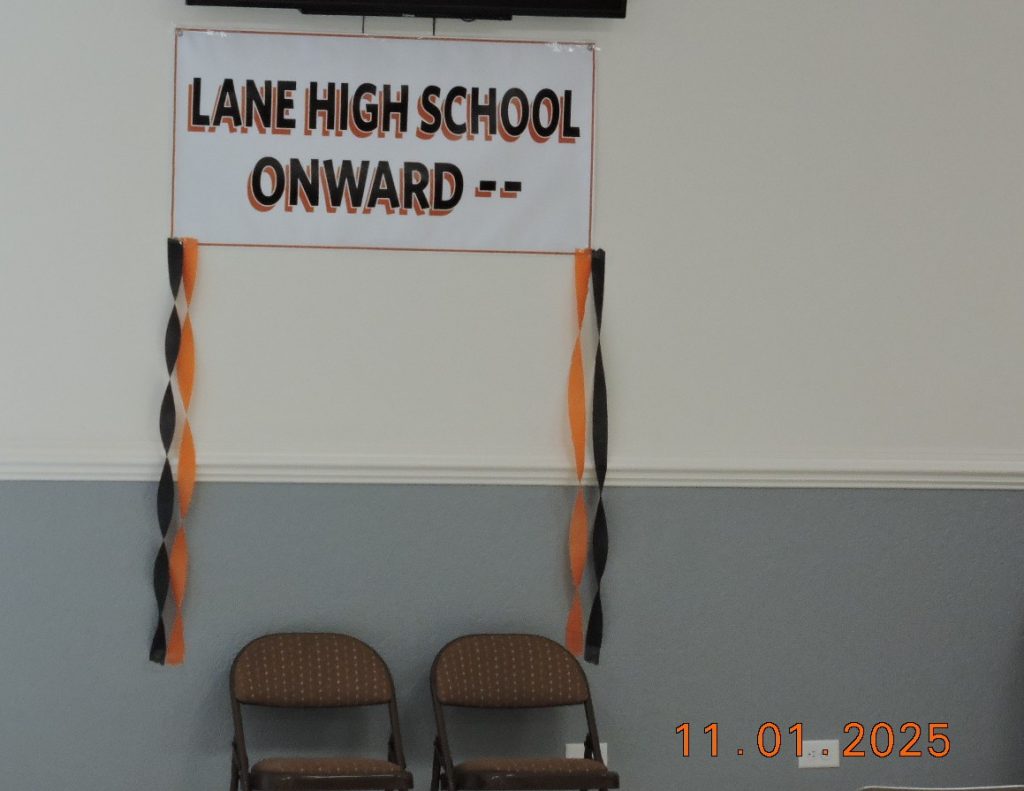 LANE HIGH SCHOOL
ONWARD --
11.01.2025